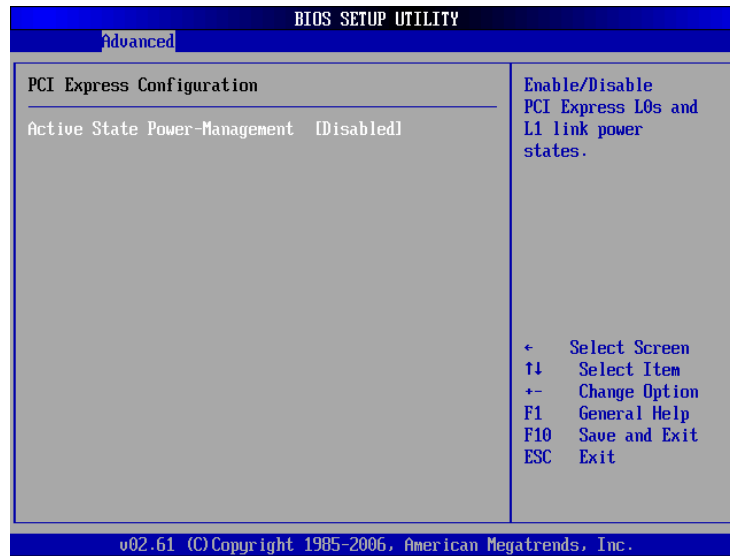 BIOS SETUP UTILITY
Advanced
PCI Express Configuration
Active State Power-Management [Disabled]
Enable/Disable
PCI Express L0s and
L1 link power
states.
← Select Screen
↑↓ Select Item
+- Change Option
F1 General Help
F10 Save and Exit
ESC Exit
v02.61 (C)Copyright 1985-2006, American Megatrends, Inc.